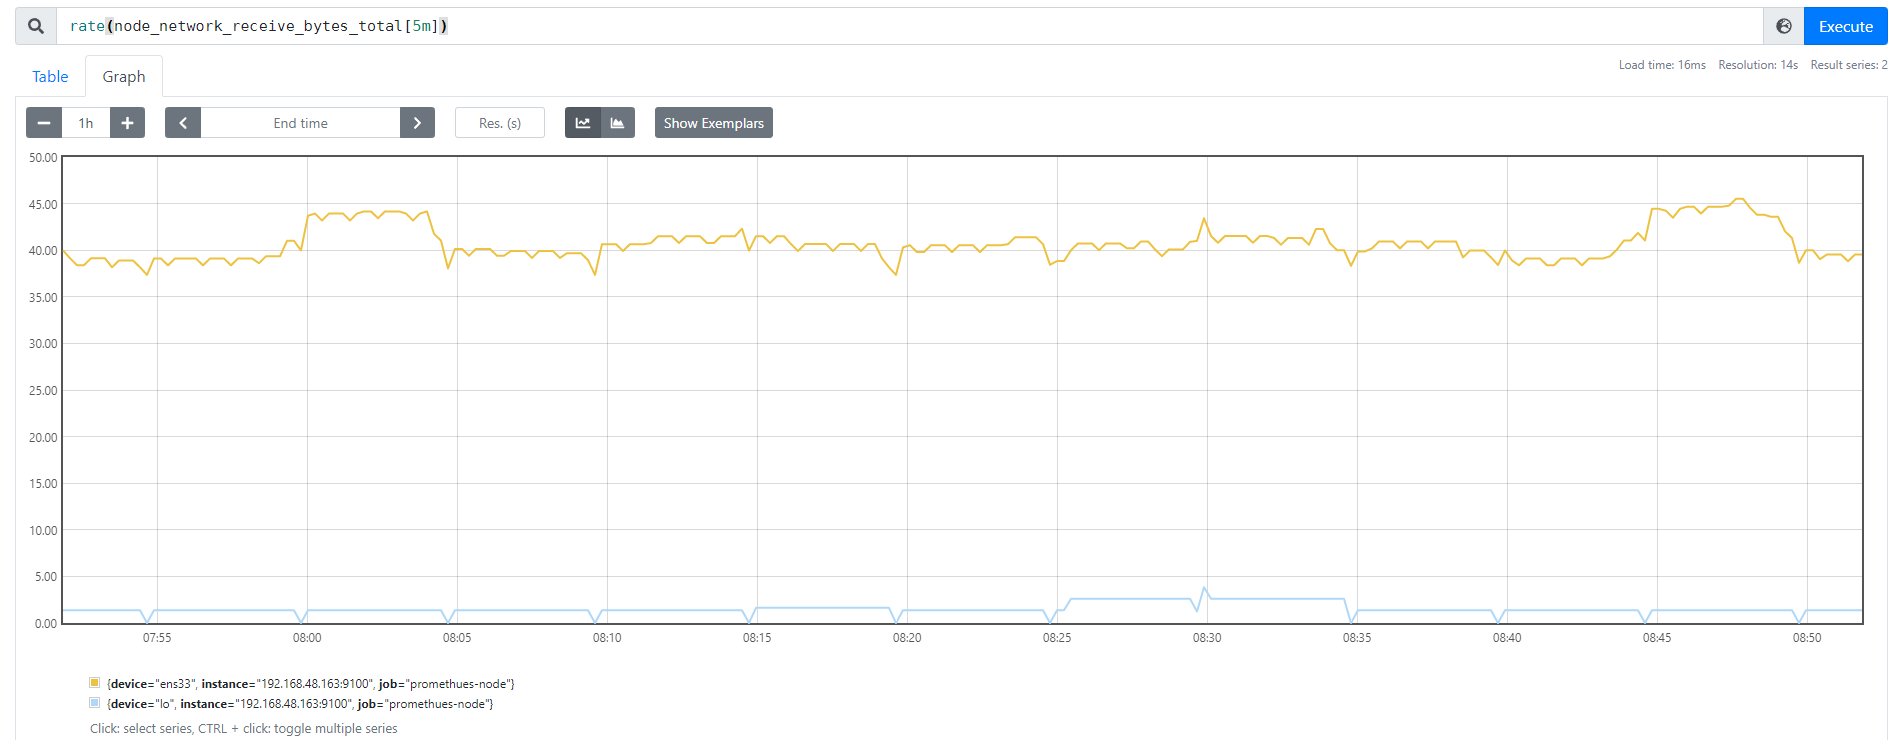 rate(node_network_receive_bytes_total[5m])
Execute
Table
Graph
Load time: 16ms Resolution: 14s Result series: 2
1h
End time
Res. (s)
Show Exemplars
50.00
45.00
40.00
35.00
30.00
25.00
20.00
15.00
10.00
5.00
0.00
07:55 08:00 08:05 08:10 08:15 08:20 08:25 08:30 08:35 08:40 08:45 08:50
{device="ens33", instance="192.168.48.163:9100", job="promethues-node"}
{device="lo", instance="192.168.48.163:9100", job="promethues-node"}
Click: select series, CTRL + click: toggle multiple series